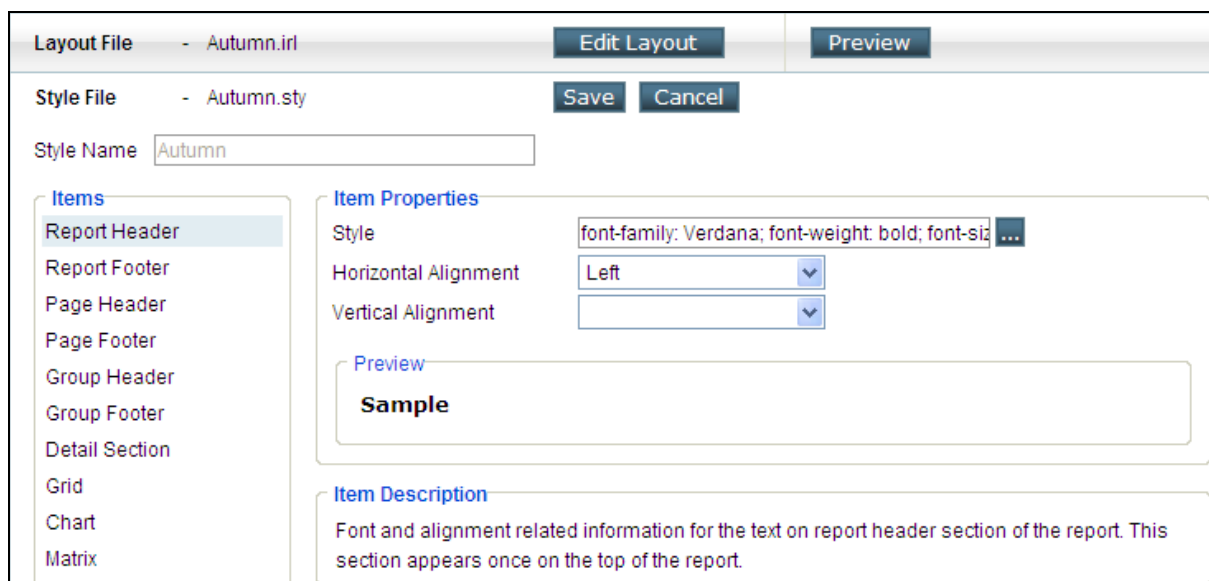 Layout File - Autumn.irl Edit Layout Preview
Style File - Autumn.sty Save Cancel
Style Name Autumn
Items
Report Header
Report Footer
Page Header
Page Footer
Group Header
Group Footer
Detail Section
Grid
Chart
Matrix
Item Properties
Style font-family: Verdana; font-weight: bold; font-siz ...
Horizontal Alignment Left
Vertical Alignment
Preview
Sample
Item Description
Font and alignment related information for the text on report header section of the report. This
section appears once on the top of the report.